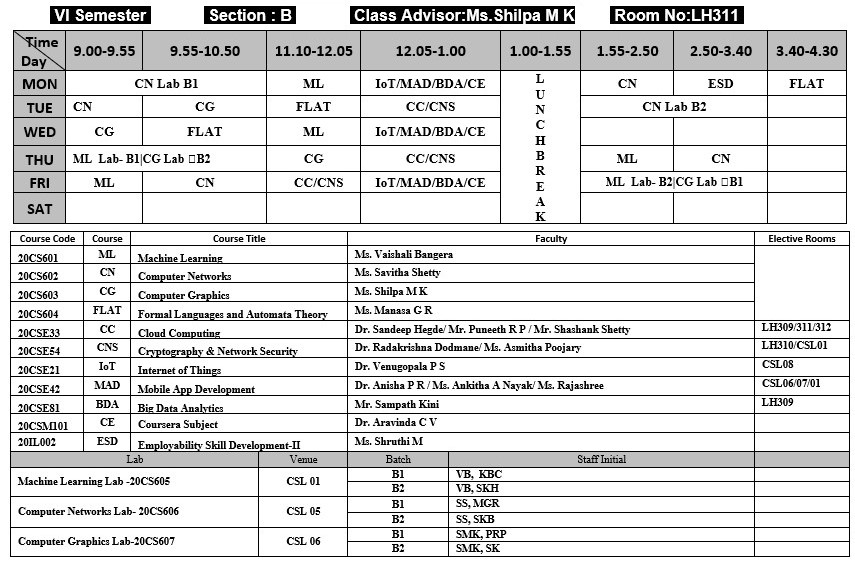 VI Semester Section : B Class Advisor:Ms.Shilpa M K Room No:LH311
Time Day 9.00-9.55 9.55-10.50 11.10-12.05 12.05-1.00 1.00-1.55 1.55-2.50 2.50-3.40 3.40-4.30
MON CN Lab B1 ML IoT/MAD/BDA/CE LUNCH BREAK CN ESD FLAT
TUE CN CG FLAT CC/CNS CN Lab B2
WED CG FLAT ML IoT/MAD/BDA/CE
THU ML Lab- B1|CG Lab □B2 CG CC/CNS ML CN
FRI ML CN CC/CNS IoT/MAD/BDA/CE ML Lab- B2|CG Lab □B1
SAT
Course Code Course Course Title Faculty Elective Rooms
20CS601 ML Machine Learning Ms. Vaishali Bangera
20CS602 CN Computer Networks Ms. Savitha Shetty
20CS603 CG Computer Graphics Ms. Shilpa M K
20CS604 FLAT Formal Languages and Automata Theory Ms. Manasa G R
20CSE33 CC Cloud Computing Dr. Sandeep Hegde/ Mr. Puneeth R P / Mr. Shashank Shetty LH309/311/312
20CSE54 CNS Cryptography & Network Security Dr. Radakrishna Dodmane/ Ms. Asmitha Poojary LH310/CSL01
20CSE21 IoT Internet of Things Dr. Venugopala P S CSL08
20CSE42 MAD Mobile App Development Dr. Anisha P R / Ms. Ankitha A Nayak/ Ms. Rajashree CSL06/07/01
20CSE81 BDA Big Data Analytics Mr. Sampath Kini LH309
20CSM101 CE Coursera Subject Dr. Aravinda C V
20IL002 ESD Employability Skill Development-II Ms. Shruthi M
Lab Venue Batch Staff Initial
Machine Learning Lab -20CS605 CSL 01 B1 VB, KBC
B2 VB, SKH
Computer Networks Lab- 20CS606 CSL 05 B1 SS, MGR
B2 SS, SKB
Computer Graphics Lab-20CS607 CSL 06 B1 SMK, PRP
B2 SMK, SK